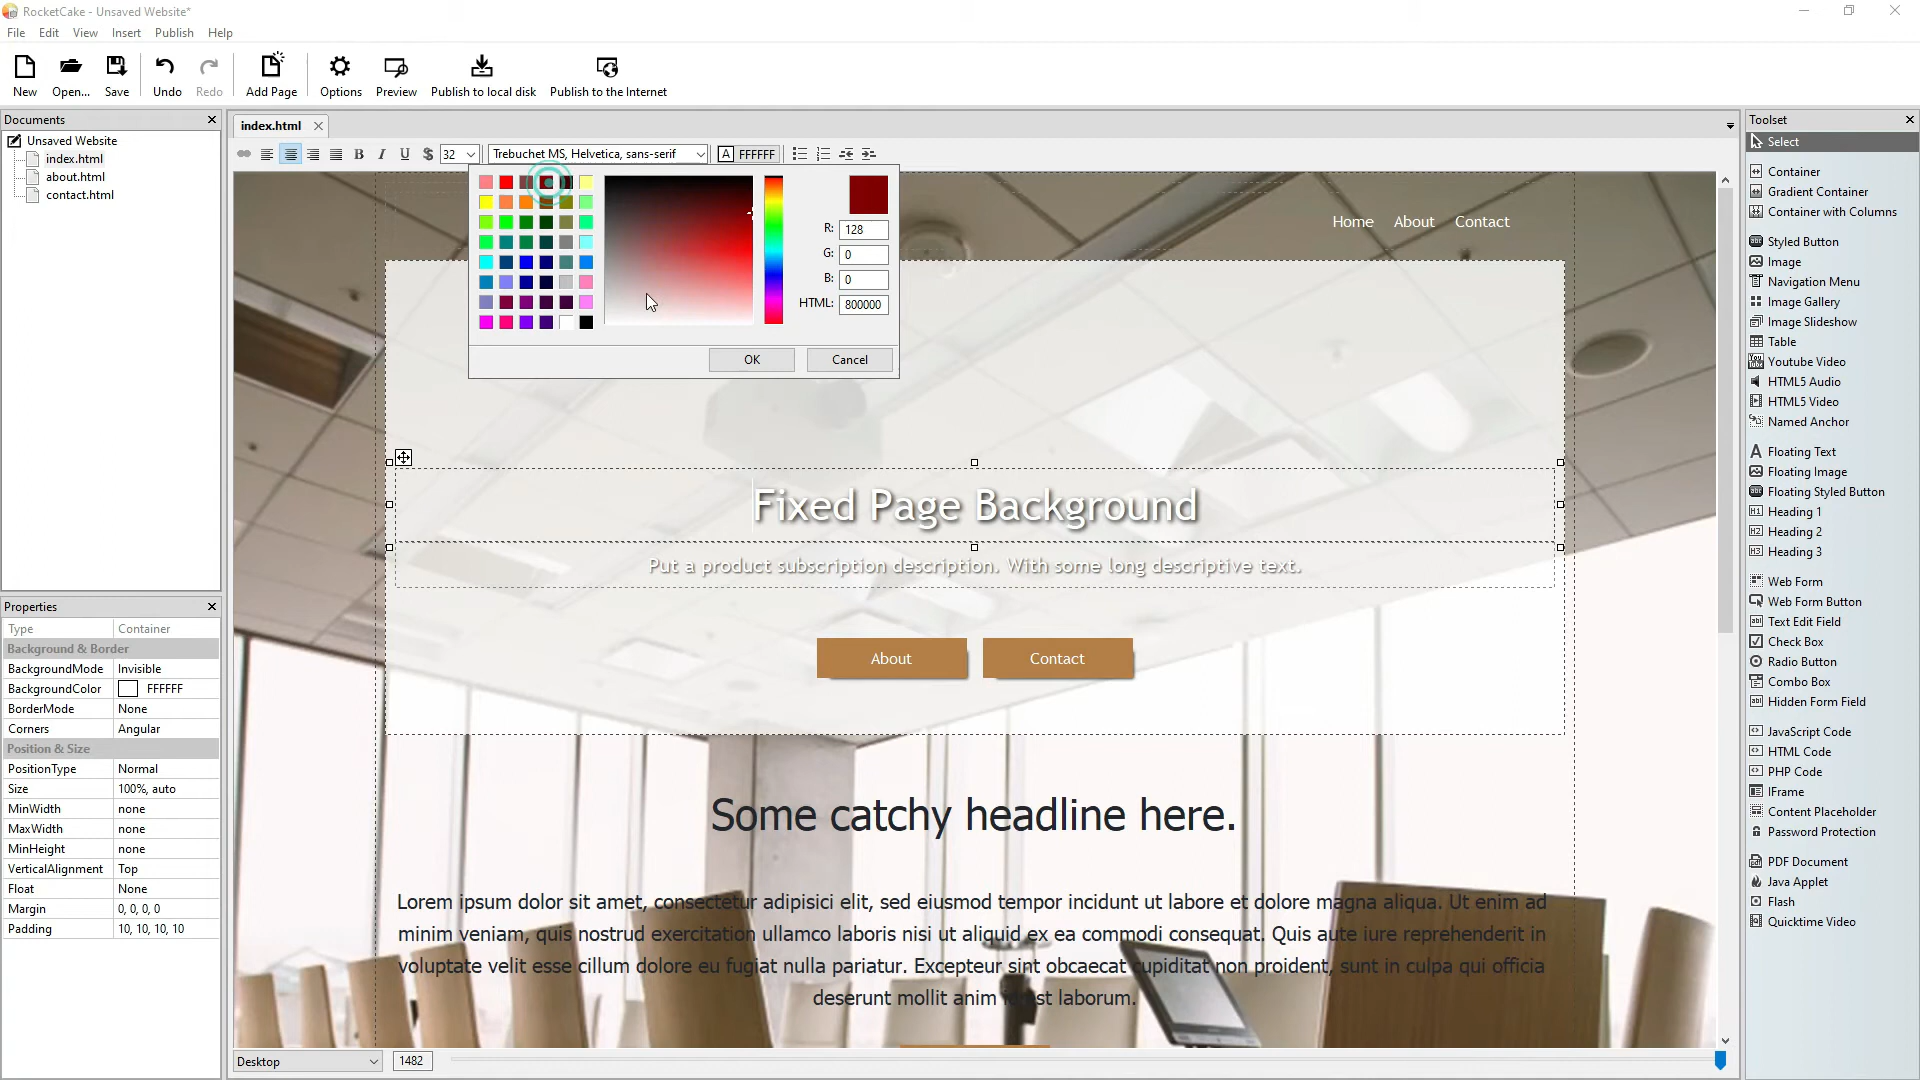 RocketCake - Unsaved Website*
File Edit View Insert Publish Help
New Open... Save Undo Redo Add Page Options Preview Publish to local disk Publish to the Internet
Documents
Unsaved Website
index.html
about.html
contact.html
Properties
Type Container
Background & Border
BackgroundMode Invisible
BackgroundColor FFFFFF
BorderMode None
Corners Angular
Position & Size
PositionType Normal
Size 100%, auto
MinWidth none
MaxWidth none
MinHeight none
VerticalAlignment Top
Float None
Margin 0, 0, 0, 0
Padding 10, 10, 10, 10
index.html
B I U $ 32 Trebuchet MS, Helvetica, sans-serif A FFFFFF
R: 128
G: 0
B: 0
HTML: 800000
OK Cancel
Home About Contact
Fixed Page Background
Put a product subscription description. With some long descriptive text.
About Contact
Some catchy headline here.
Lorem ipsum dolor sit amet, consectetur adipisici elit, sed eiusmod tempor incidunt ut labore et dolore magna aliqua. Ut enim ad
minim veniam, quis nostrud exercitation ullamco laboris nisi ut aliquid ex ea commodi consequat. Quis aute iure reprehenderit in
voluptate velit esse cillum dolore eu fugiat nulla pariatur. Excepteur sint obcaecat cupiditat non proident, sunt in culpa qui officia
deserunt mollit anim id est laborum.
Desktop 1482
Toolset
Select
Container
Gradient Container
Container with Columns
Styled Button
Image
Navigation Menu
Image Gallery
Image Slideshow
Table
Youtube Video
HTML5 Audio
HTML5 Video
Named Anchor
Floating Text
Floating Image
Floating Styled Button
Heading 1
Heading 2
Heading 3
Web Form
Web Form Button
Text Edit Field
Check Box
Radio Button
Combo Box
Hidden Form Field
JavaScript Code
HTML Code
PHP Code
IFrame
Content Placeholder
Password Protection
PDF Document
Java Applet
Flash
Quicktime Video